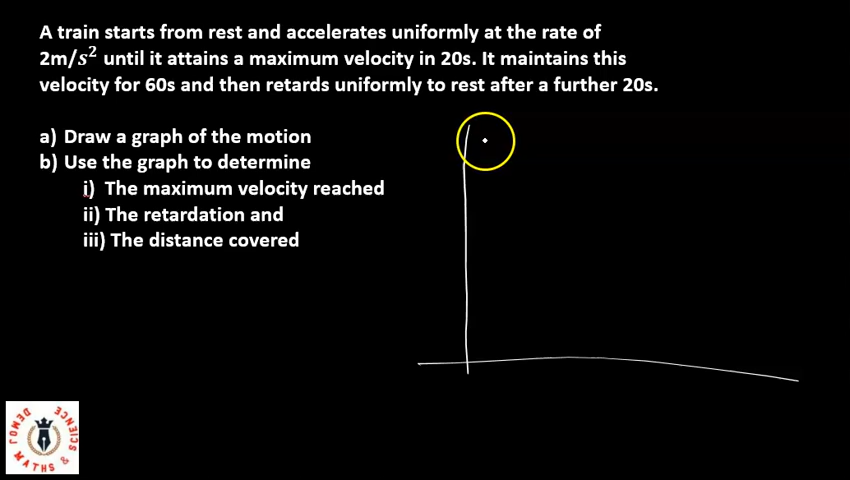 A train starts from rest and accelerates uniformly at the rate of
2m/s² until it attains a maximum velocity in 20s. It maintains this
velocity for 60s and then retards uniformly to rest after a further 20s.
a) Draw a graph of the motion
b) Use the graph to determine
i) The maximum velocity reached
ii) The retardation and
iii) The distance covered
DEMOJ MATHS & SCIENCE